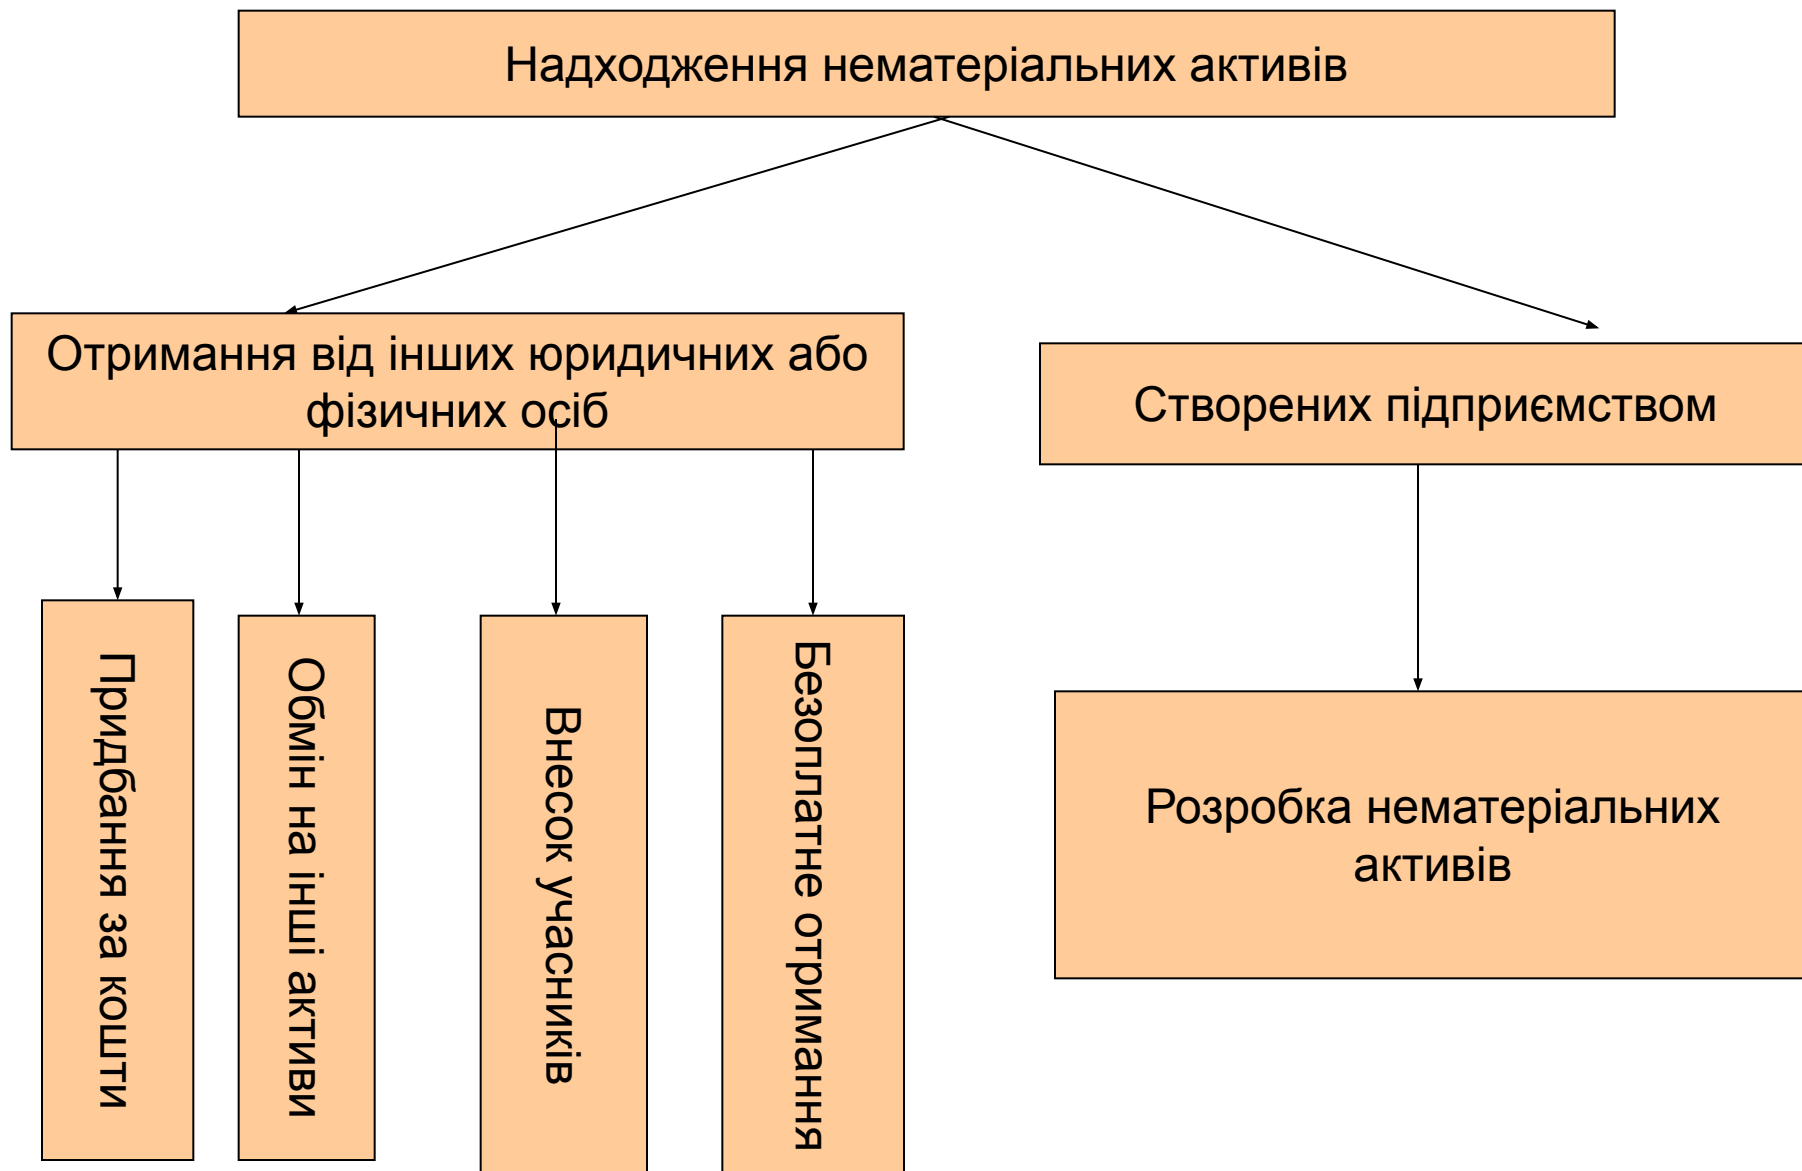 Надходження нематеріальних активів
Отримання від інших юридичних або
фізичних осіб
Створених підприємством
Придбання за кошти
Обмін на інші активи
Внесок учасників
Безоплатне отримання
Розробка нематеріальних
активів